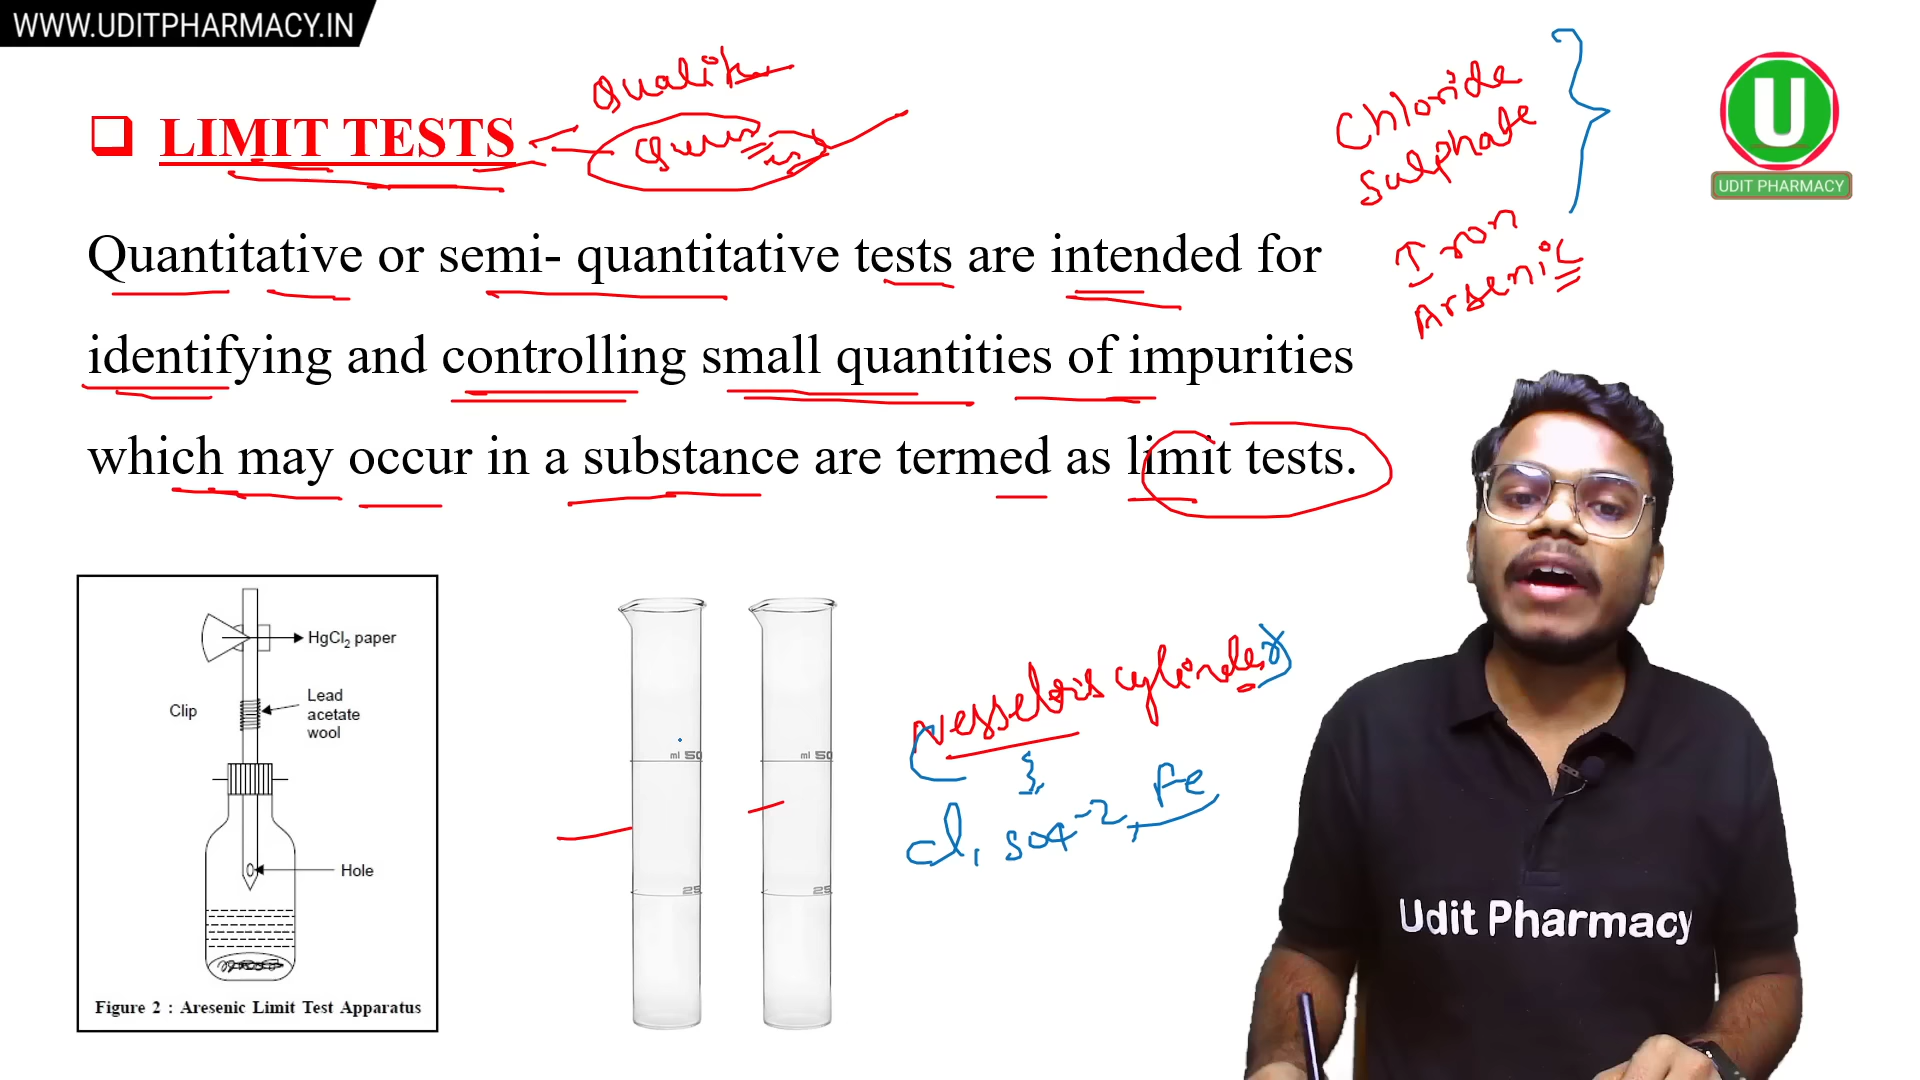 WWW.UDITPHARMACY.IN
LIMIT TESTS
Chloride
Sulphate
Iron
Arsenic
U
UDIT PHARMACY
Quantitative or semi- quantitative tests are intended for
identifying and controlling small quantities of impurities
which may occur in a substance are termed as limit tests.
HgCl2 paper
Clip
Lead
acetate
wool
Hole
Figure 2 : Aresenic Limit Test Apparatus
ml 50
25
ml 50
25
cylinder
Cl, SO4-2, Fe
Udit Pharmacy